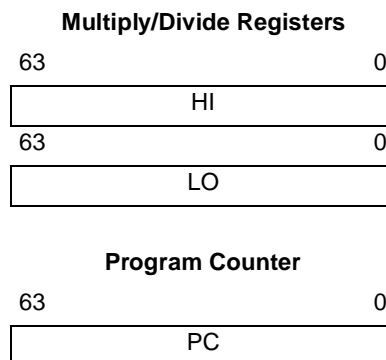 Multiply/Divide Registers
63 0
HI
63 0
LO
Program Counter
63 0
PC